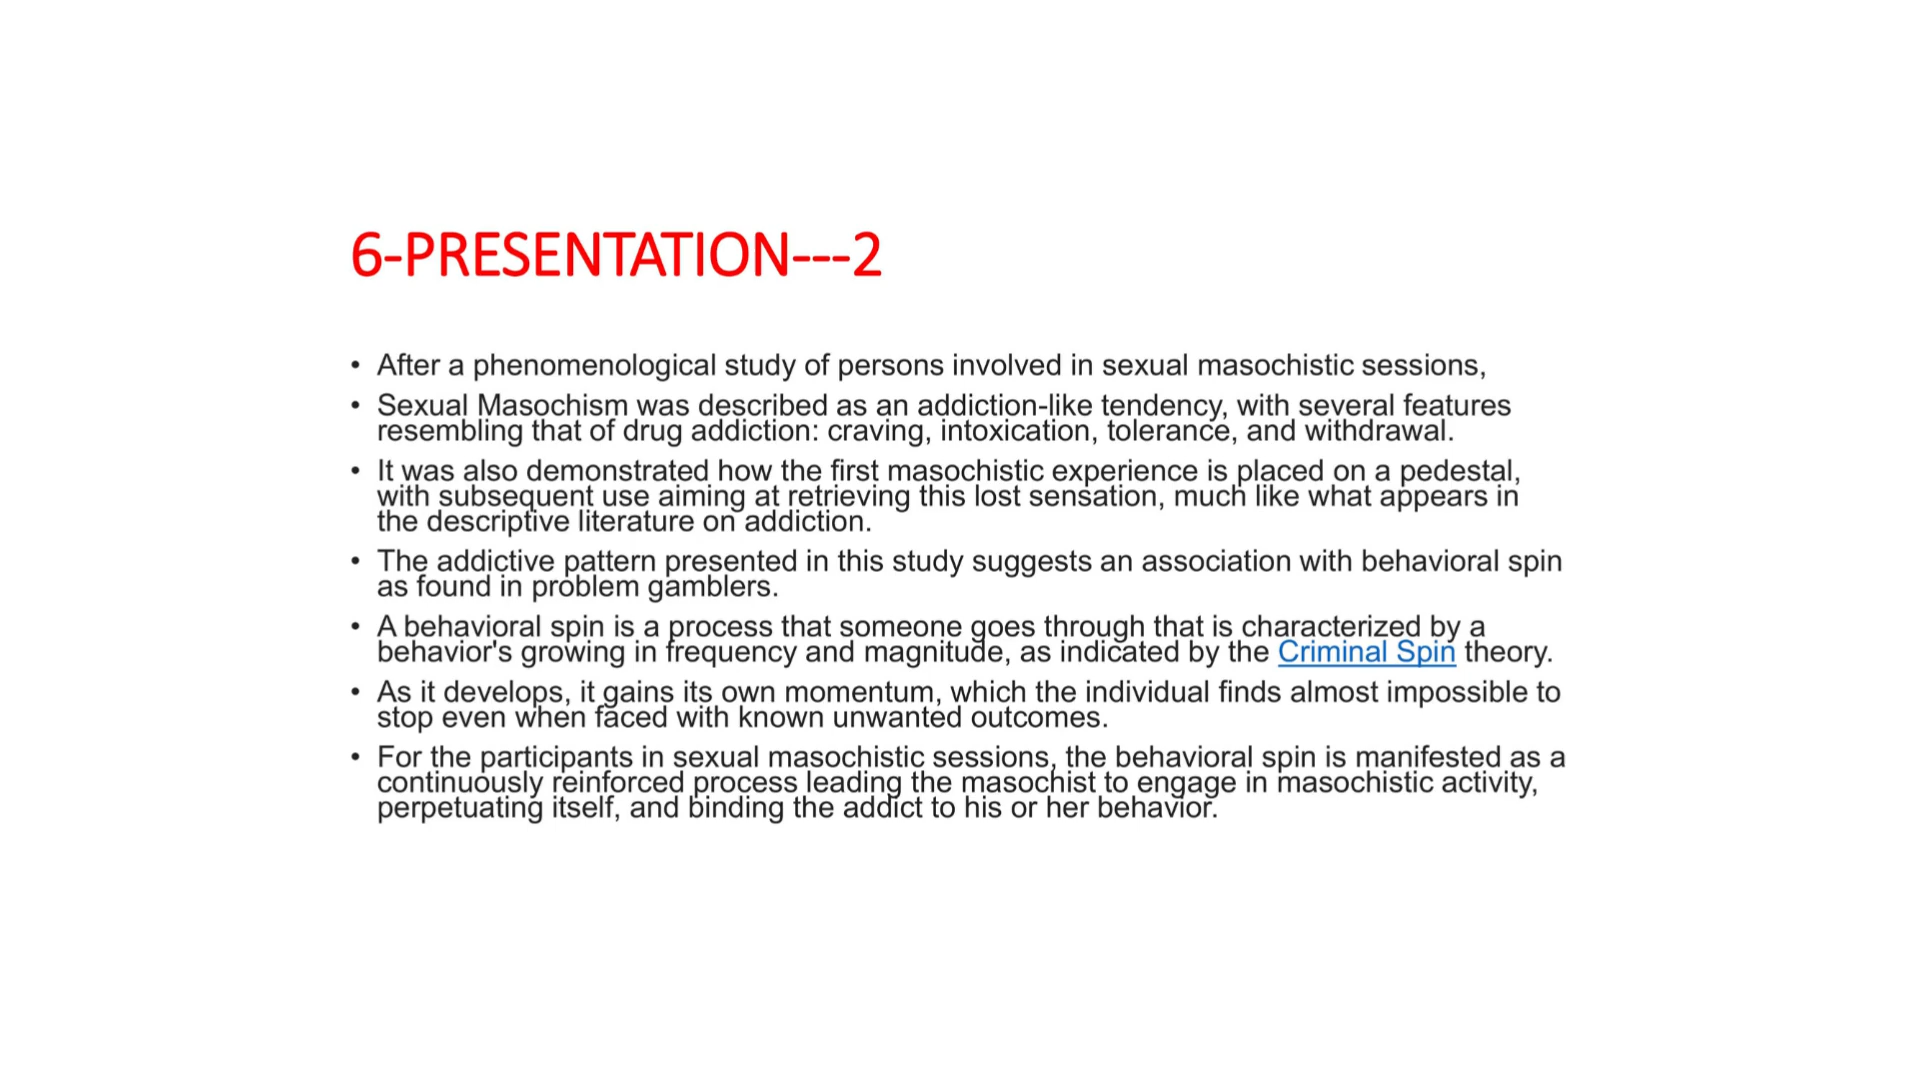 6-PRESENTATION---2
• After a phenomenological study of persons involved in sexual masochistic sessions,
• Sexual Masochism was described as an addiction-like tendency, with several features
resembling that of drug addiction: craving, intoxication, tolerance, and withdrawal.
• It was also demonstrated how the first masochistic experience is placed on a pedestal,
with subsequent use aiming at retrieving this lost sensation, much like what appears in
the descriptive literature on addiction.
• The addictive pattern presented in this study suggests an association with behavioral spin
as found in problem gamblers.
• A behavioral spin is a process that someone goes through that is characterized by a
behavior's growing in frequency and magnitude, as indicated by the Criminal Spin theory.
• As it develops, it gains its own momentum, which the individual finds almost impossible to
stop even when faced with known unwanted outcomes.
• For the participants in sexual masochistic sessions, the behavioral spin is manifested as a
continuously reinforced process leading the masochist to engage in masochistic activity,
perpetuating itself, and binding the addict to his or her behavior.